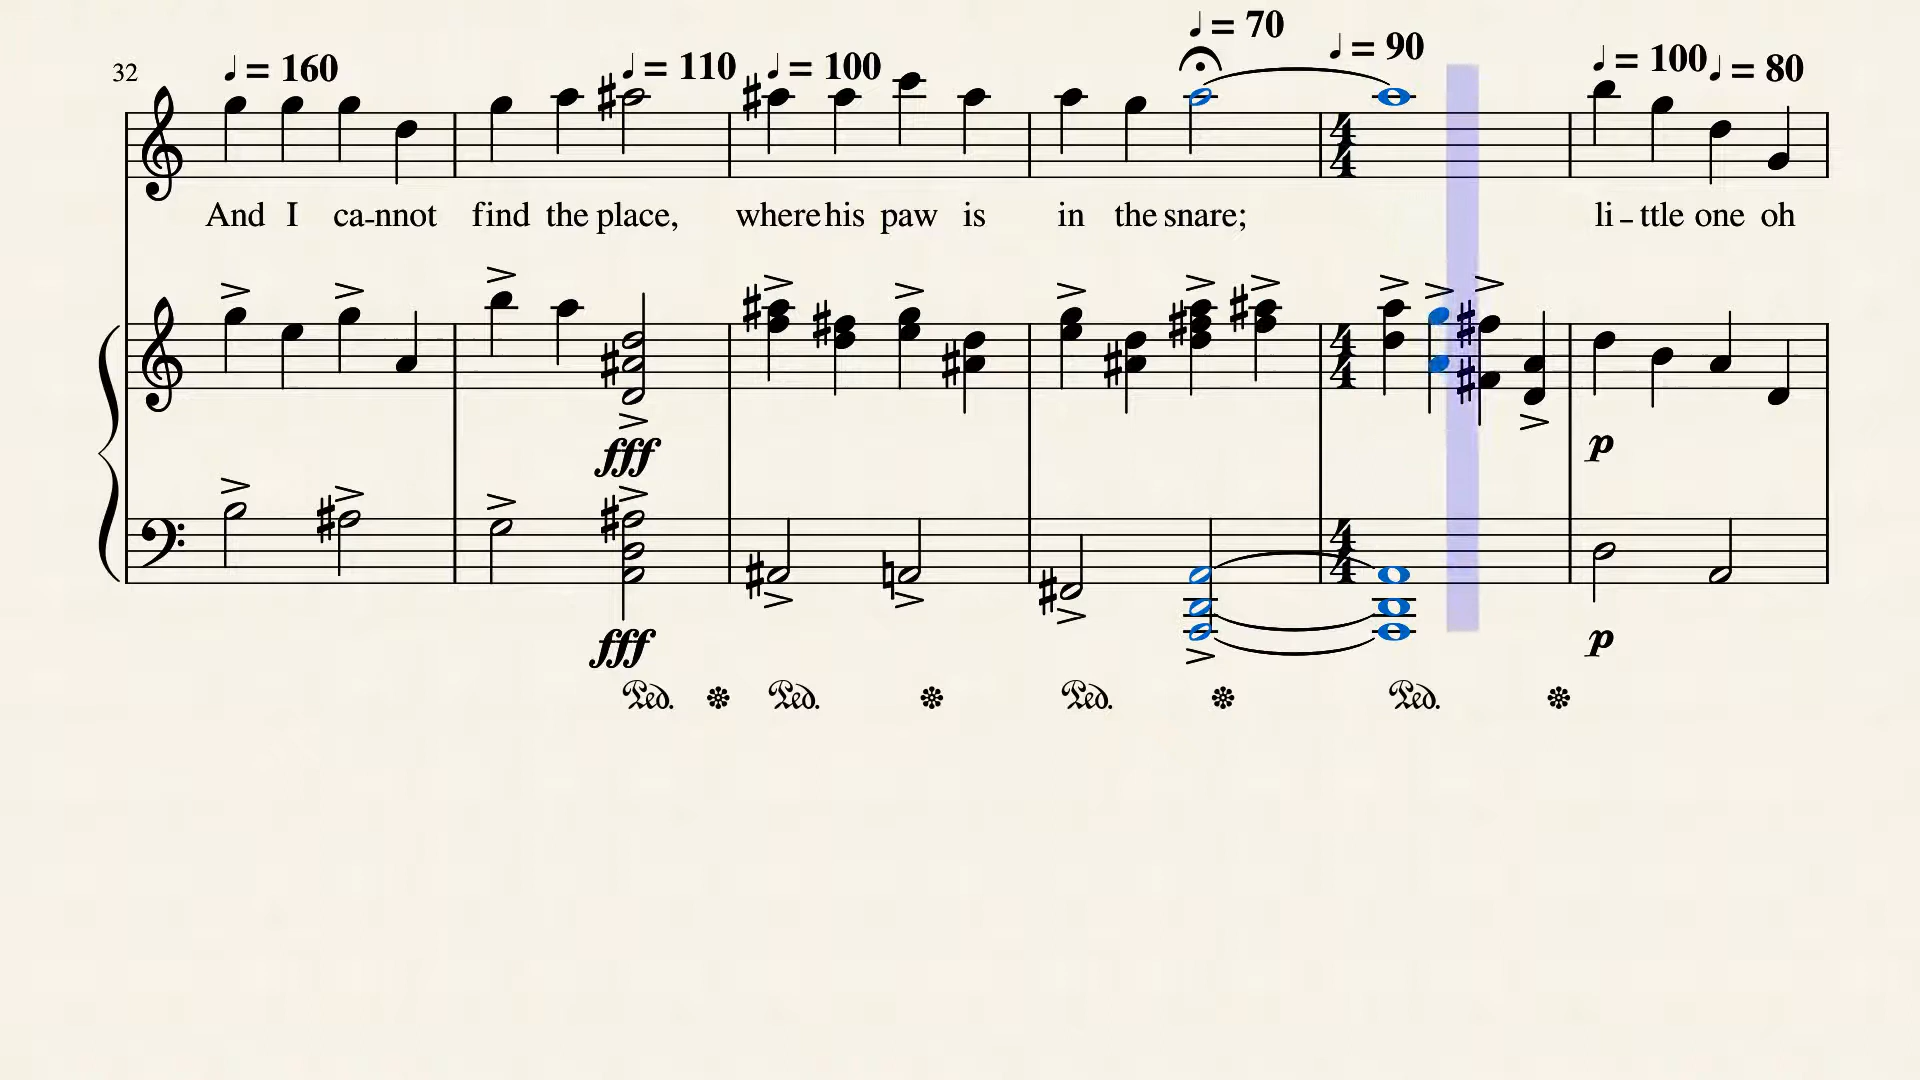 32
♩ = 160 ♩ = 110 ♩ = 100 ♩ = 70 ♩ = 90 ♩ = 100 ♩ = 80
And I ca-nnot find the place, where his paw is in the snare; li-ttle one oh
fff p
fff p
Ped. Ped. Ped. Ped.